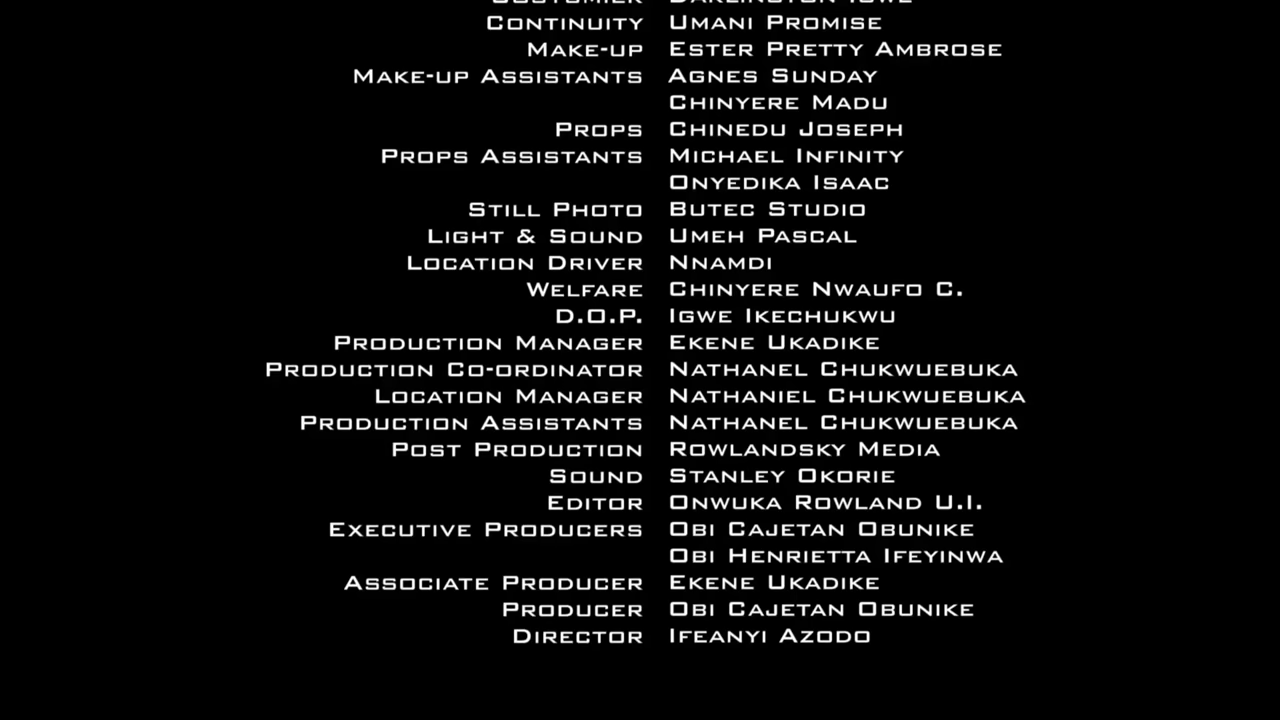 Continuity Umani Promise
Make-up Ester Pretty Ambrose
Make-up Assistants Agnes Sunday
Chinyere Madu
Props Chinedu Joseph
Props Assistants Michael Infinity
Onyedika Isaac
Still Photo Butec Studio
Light & Sound Umeh Pascal
Location Driver Nnamdi
Welfare Chinyere Nwaufo C.
D.O.P. Igwe Ikechukwu
Production Manager Ekene Ukadike
Production Co-ordinator Nathanel Chukwuebuka
Location Manager Nathaniel Chukwuebuka
Production Assistants Nathanel Chukwuebuka
Post Production Rowlandsky Media
Sound Stanley Okorie
Editor Onwuka Rowland U.I.
Executive Producers Obi Cajetan Obunike
Obi Henrietta Ifeyinwa
Associate Producer Ekene Ukadike
Producer Obi Cajetan Obunike
Director Ifeanyi Azodo